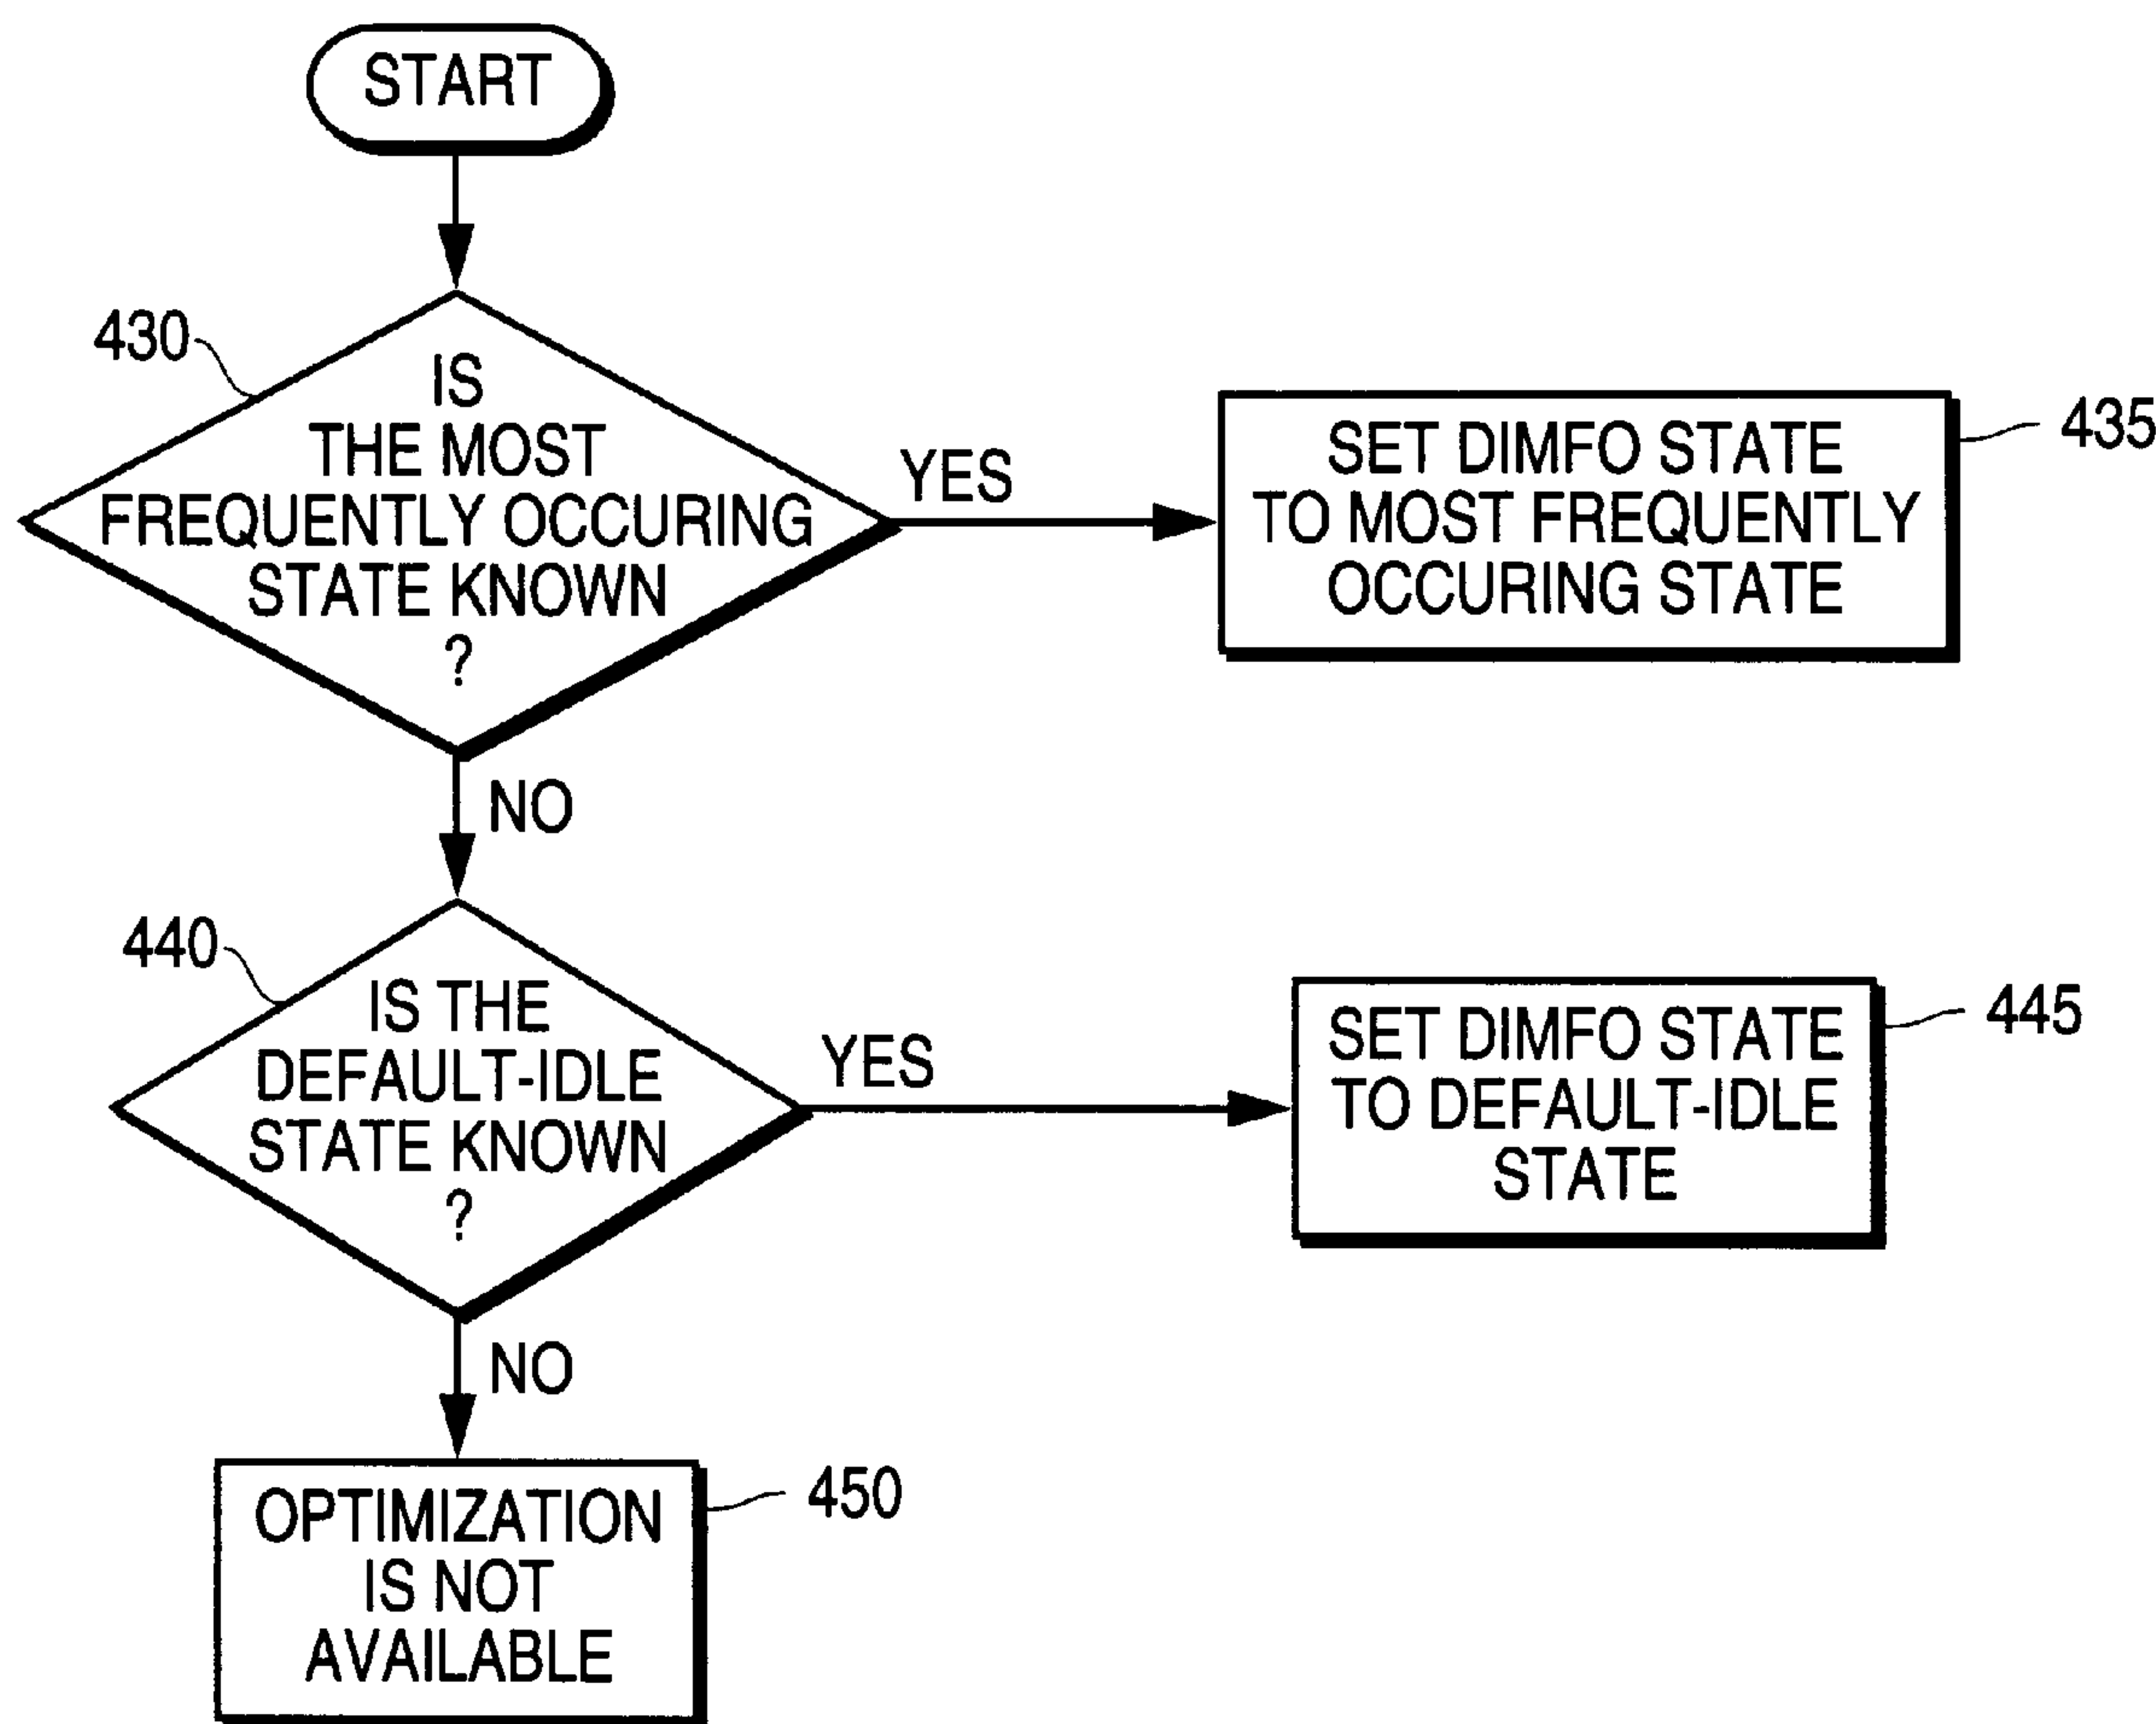 START
430
IS
THE MOST
FREQUENTLY OCCURING
STATE KNOWN
?
YES
SET DIMFO STATE
TO MOST FREQUENTLY
OCCURING STATE
435
NO
440
IS THE
DEFAULT-IDLE
STATE KNOWN
?
YES
SET DIMFO STATE
TO DEFAULT-IDLE
STATE
445
NO
OPTIMIZATION
IS NOT
AVAILABLE
450